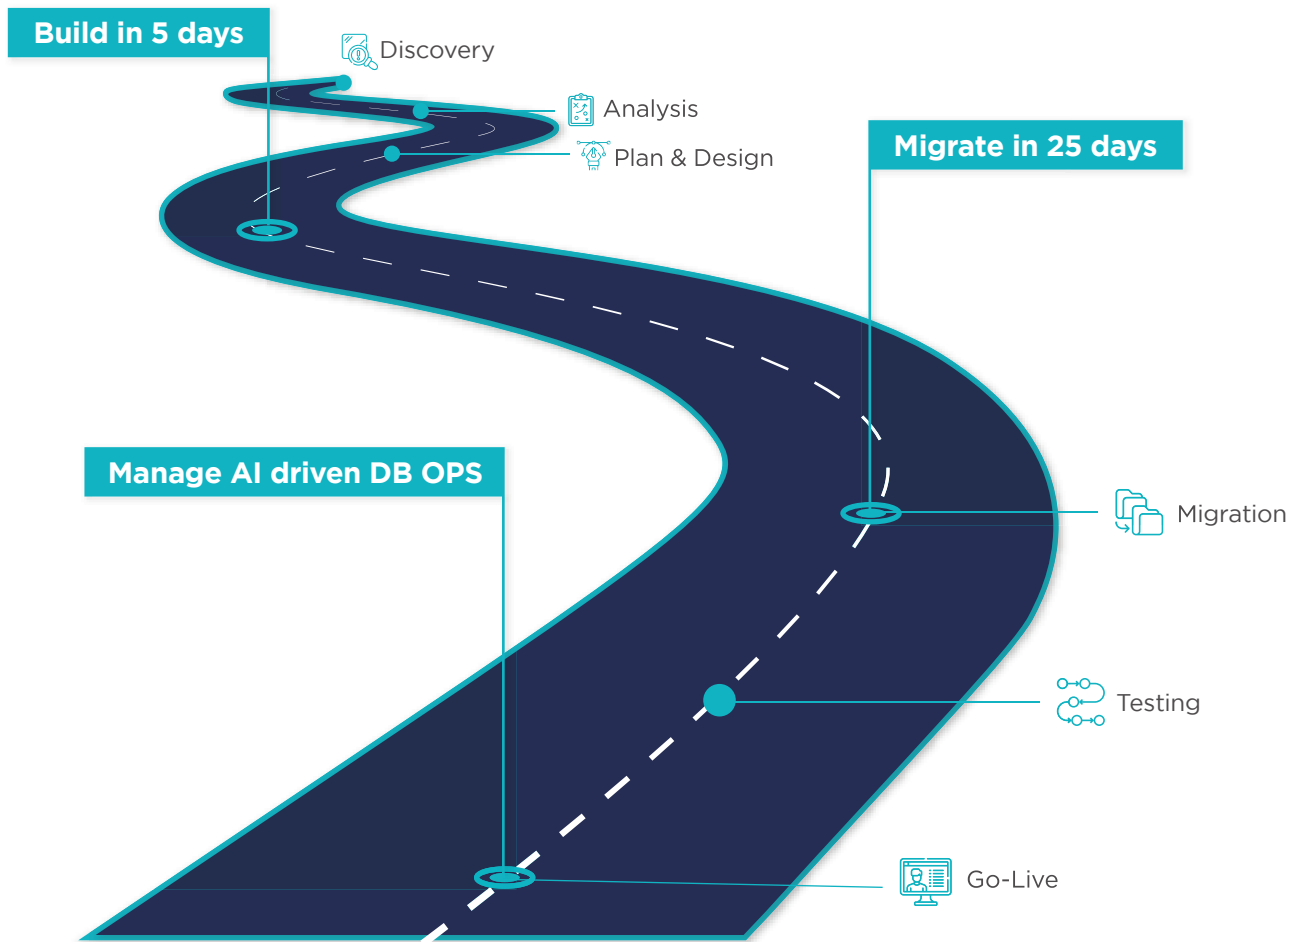 Build in 5 days
Discovery
Analysis
Plan & Design
Migrate in 25 days
Manage AI driven DB OPS
Migration
Testing
Go-Live